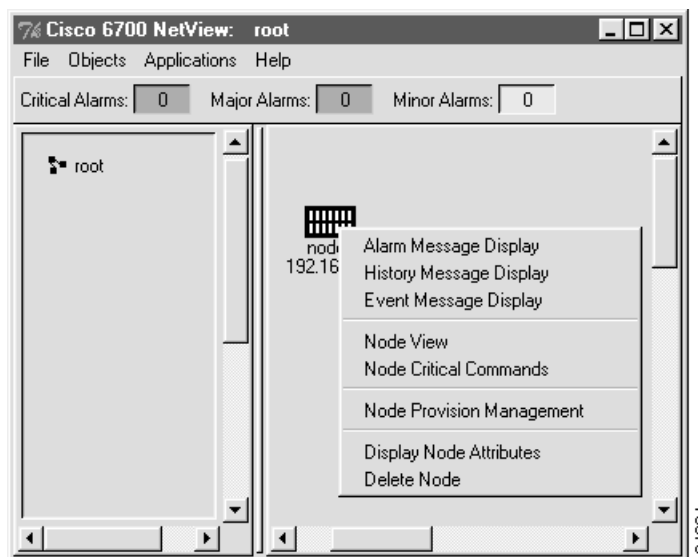 Cisco 6700 NetView: root
File Objects Applications Help
Critical Alarms: 0 Major Alarms: 0 Minor Alarms: 0
root
192.16
Alarm Message Display
History Message Display
Event Message Display
Node View
Node Critical Commands
Node Provision Management
Display Node Attributes
Delete Node